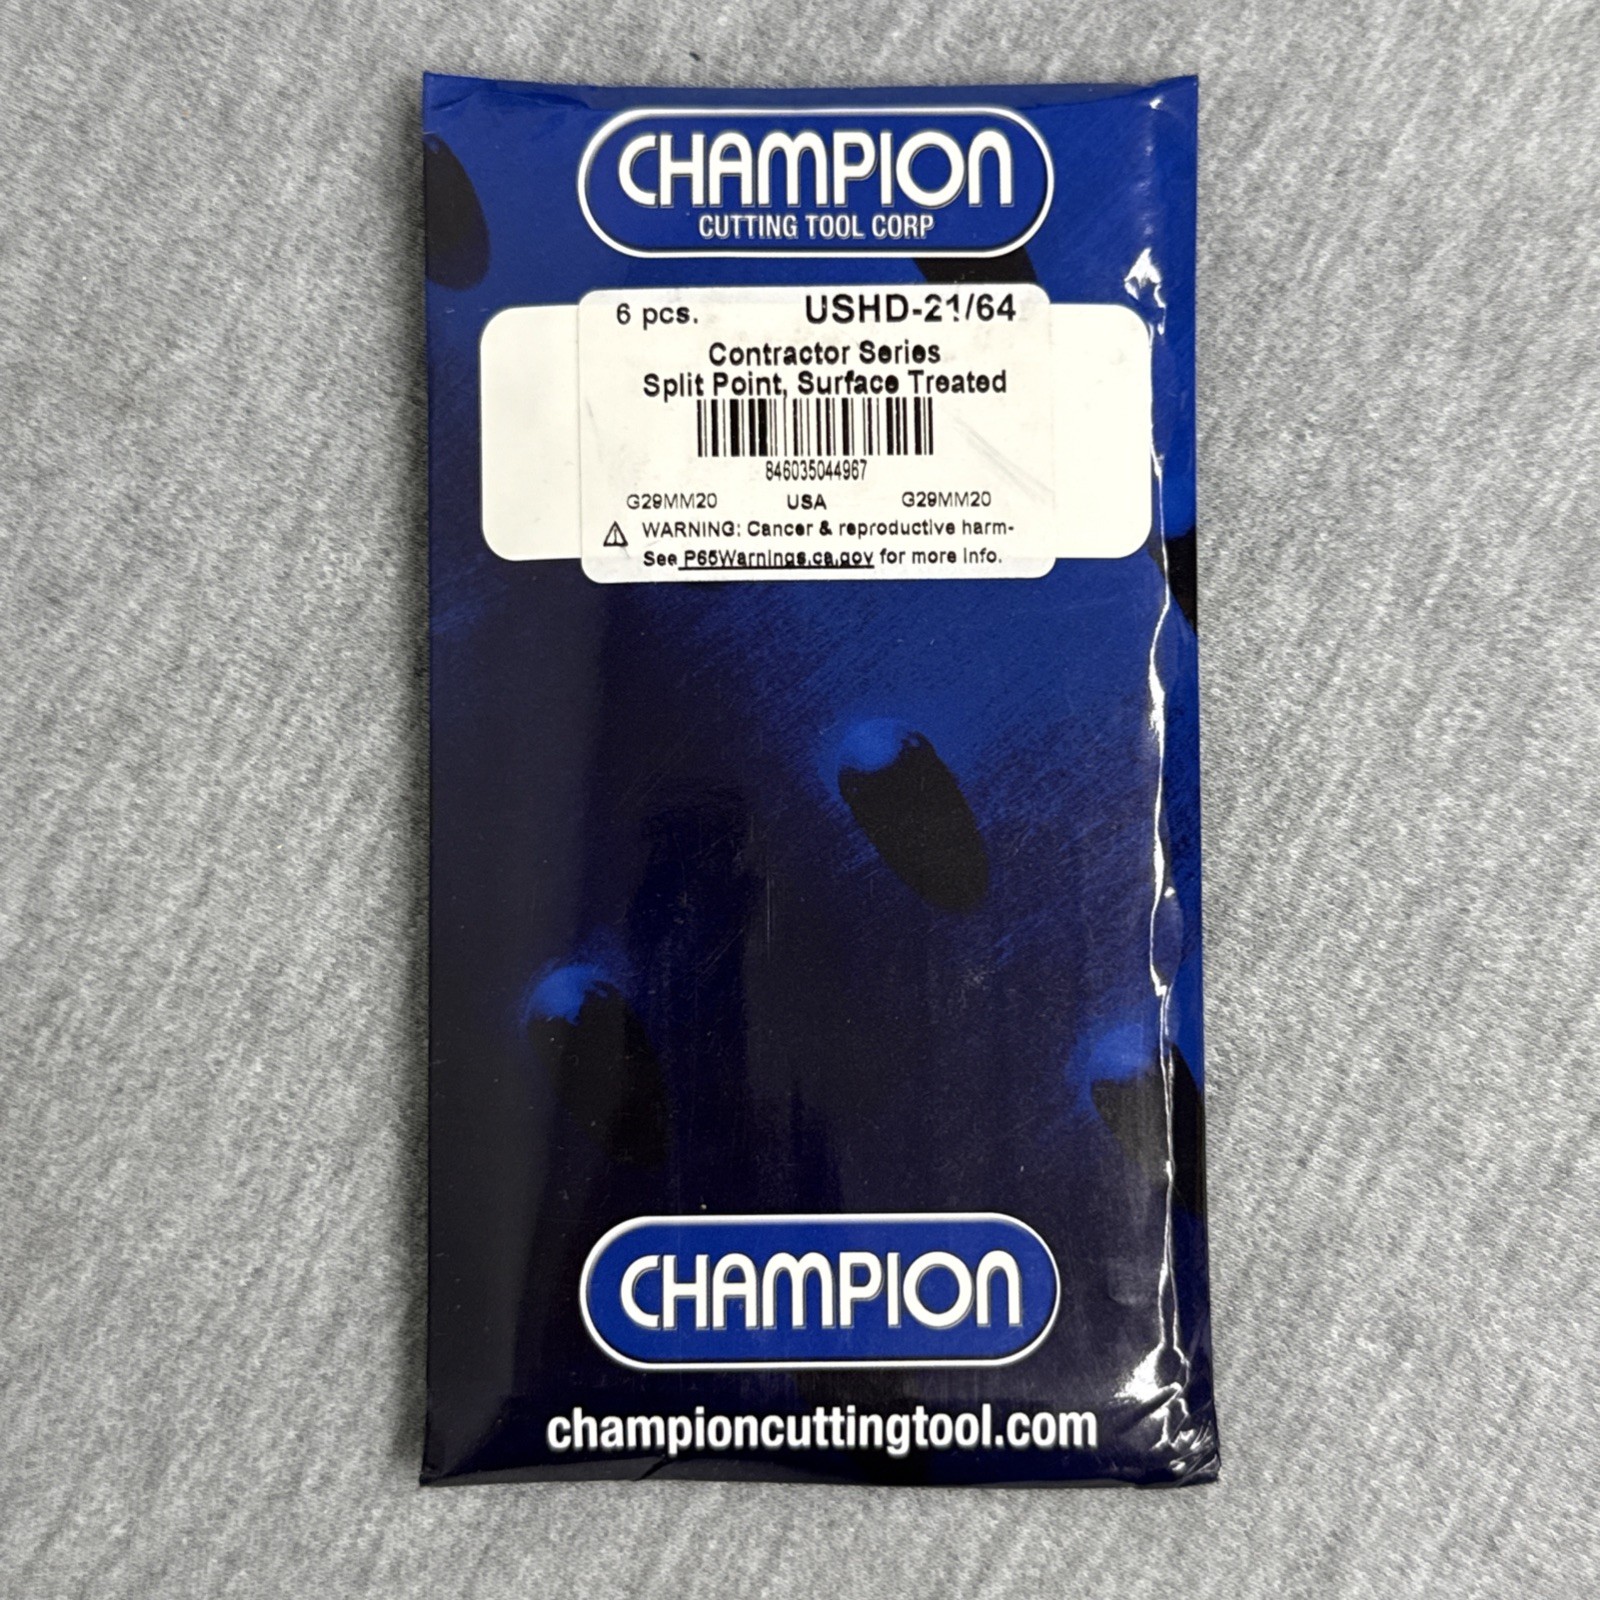 CHAMPION
CUTTING TOOL CORP
6 pcs. USHD-21/64
Contractor Series
Split Point, Surface Treated
846035044967
G29MM20 USA G29MM20
⚠ WARNING: Cancer & reproductive harm-
See P65Warnings.ca.gov for more info.
CHAMPION
championcuttingtool.com